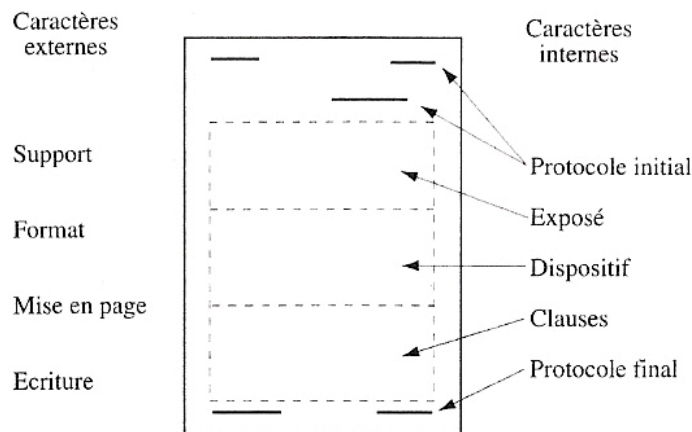 Caractères
externes
Support
Format
Mise en page
Ecriture
Caractères
internes
Protocole initial
Exposé
Dispositif
Clauses
Protocole final